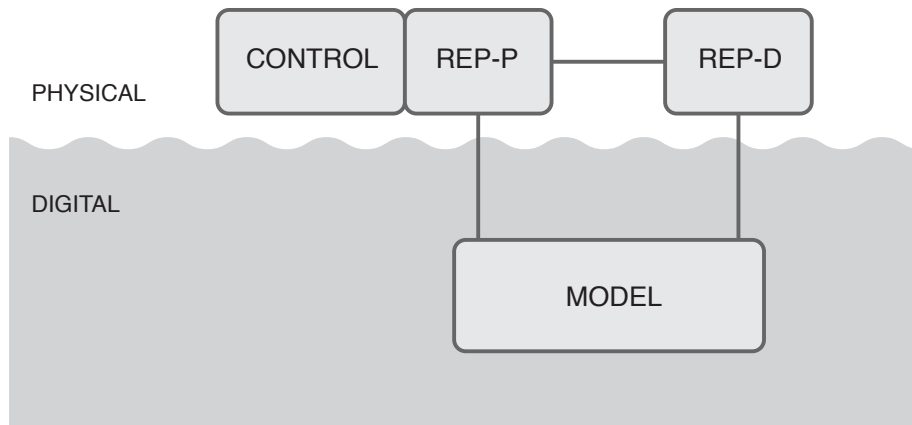 CONTROL
REP-P
REP-D
PHYSICAL
DIGITAL
MODEL